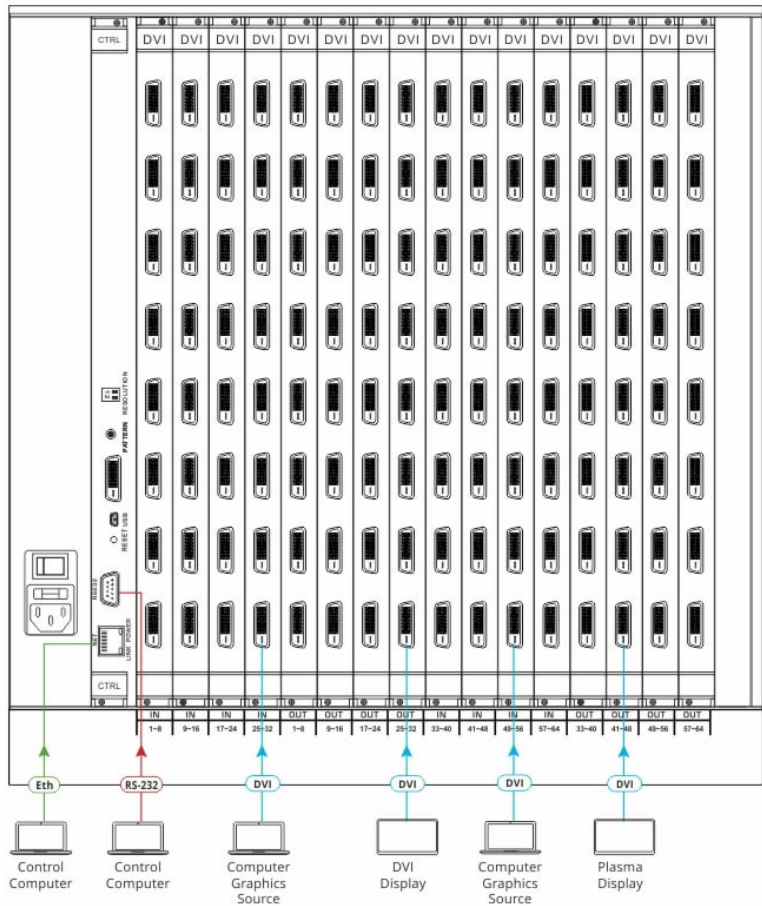 CTRL DVI DVI DVI DVI DVI DVI DVI DVI DVI DVI DVI DVI DVI DVI DVI DVI
1 2
RESOLUTION
PATTERN
USB
RESET
RS232
NET
LINK POWER
CTRL
IN IN IN IN OUT OUT OUT OUT IN IN IN IN OUT OUT OUT OUT
1~8 9~16 17~24 25~32 1~8 9~16 17~24 25~32 33~40 41~48 49~56 57~64 33~40 41~48 49~56 57~64
Eth RS-232 DVI DVI DVI DVI
Control
Computer
Control
Computer
Computer
Graphics
Source
DVI
Display
Computer
Graphics
Source
Plasma
Display